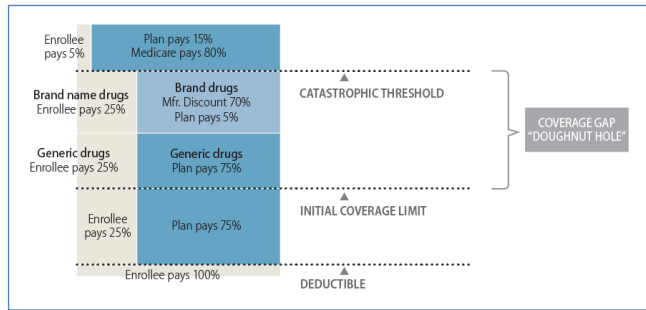 Enrollee
pays 5%
Plan pays 15%
Medicare pays 80%
CATASTROPHIC THRESHOLD
Brand name drugs
Enrollee pays 25%
Brand drugs
Mfr. Discount 70%
Plan pays 5%
COVERAGE GAP
"DOUGHNUT HOLE"
Generic drugs
Enrollee pays 25%
Generic drugs
Plan pays 75%
INITIAL COVERAGE LIMIT
Enrollee
pays 25%
Plan pays 75%
Enrollee pays 100%
DEDUCTIBLE